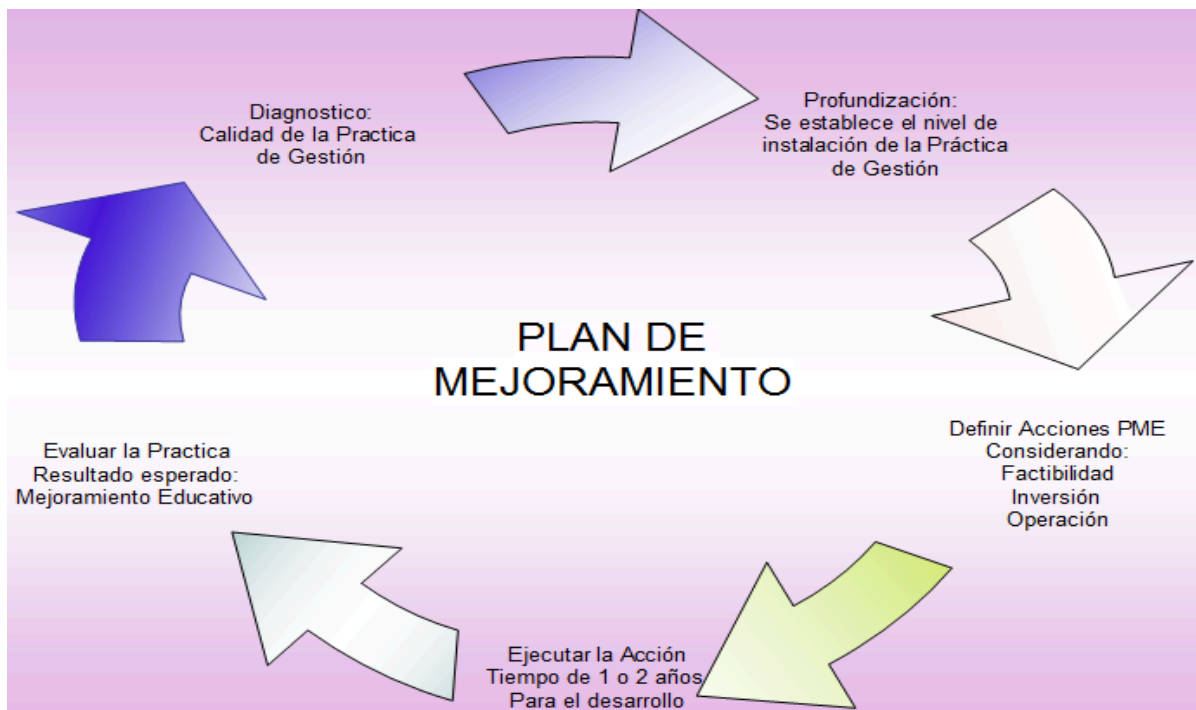 Diagnostico:
Calidad de la Practica
de Gestión
Profundización:
Se establece el nivel de
instalación de la Práctica
de Gestión
PLAN DE
MEJORAMIENTO
Definir Acciones PME
Considerando:
Factibilidad
Inversión
Operación
Ejecutar la Acción
Tiempo de 1 o 2 años
Para el desarrollo
Evaluar la Practica
Resultado esperado:
Mejoramiento Educativo